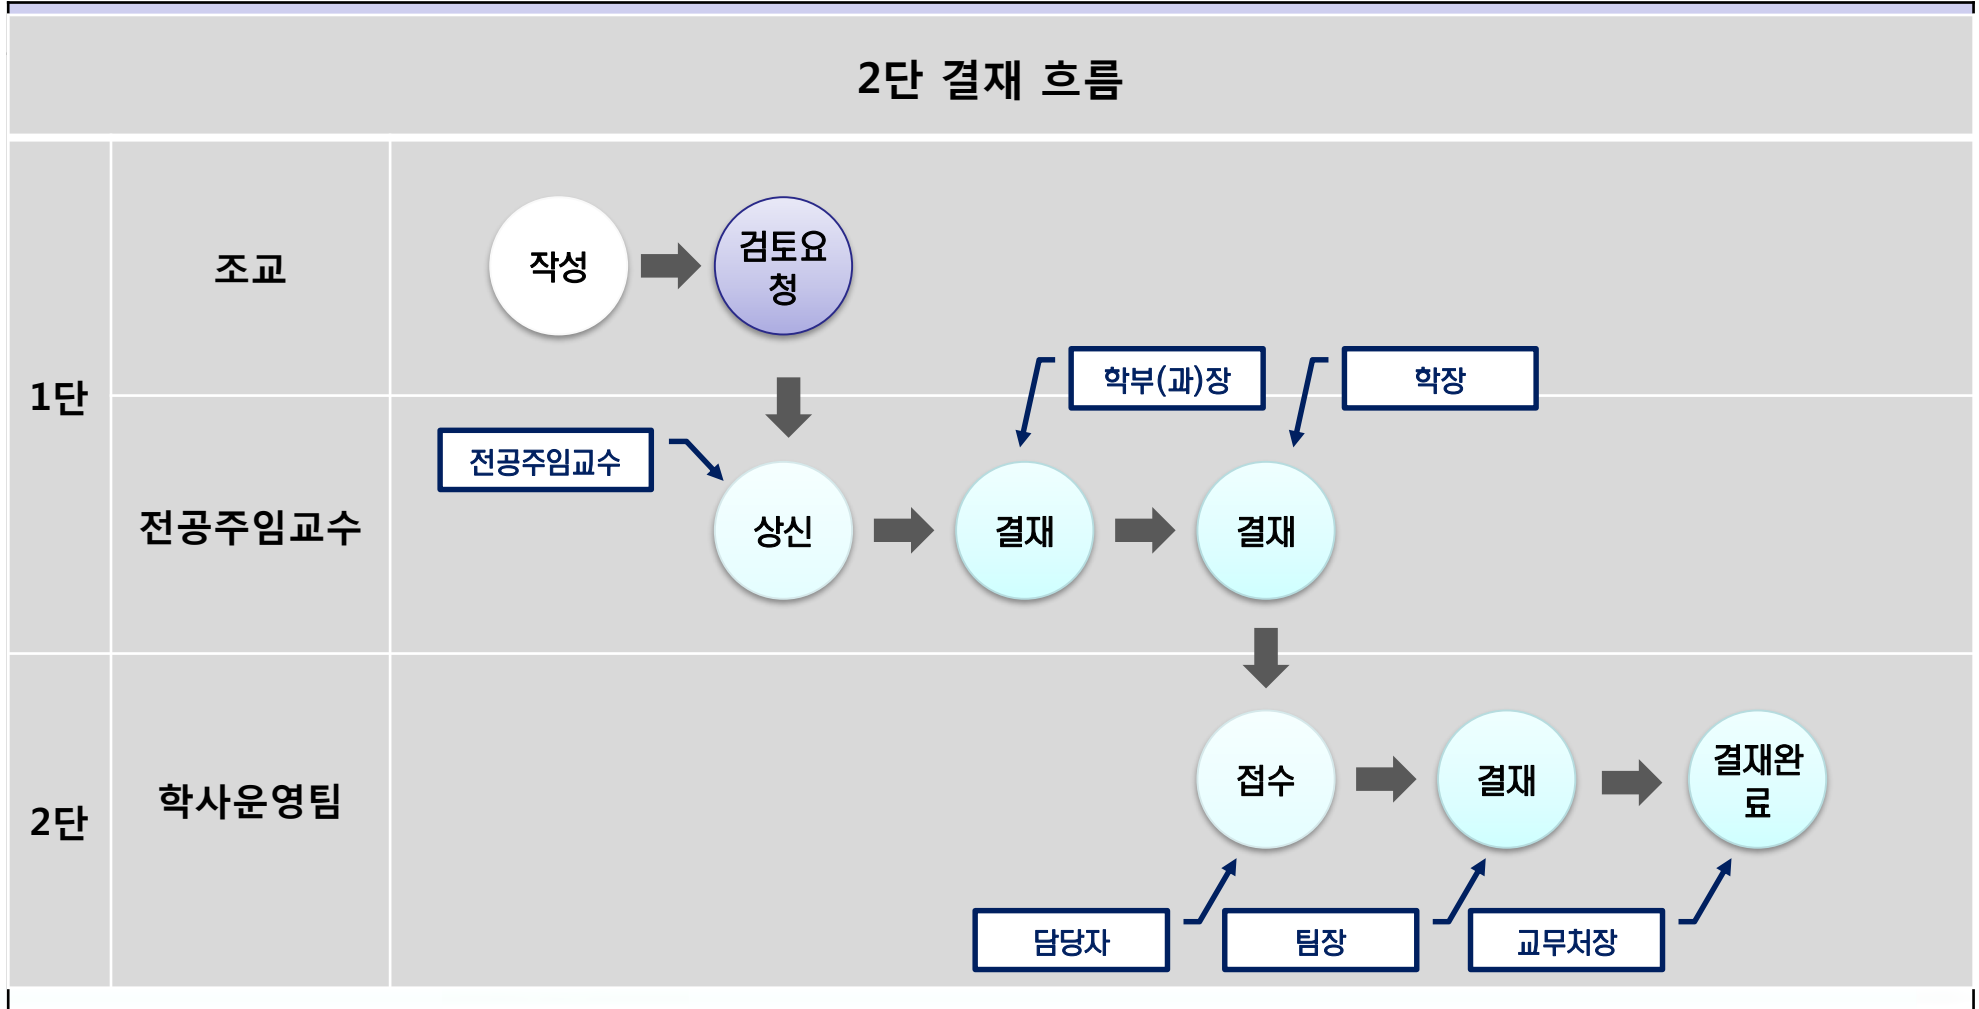 2단 결재 흐름
1단
조교
작성
검토요
청
학부(과)장
학장
전공주임교수
전공주임교수
상신
결재
결재
2단
학사운영팀
접수
결재
결재완
료
담당자
팀장
교무처장